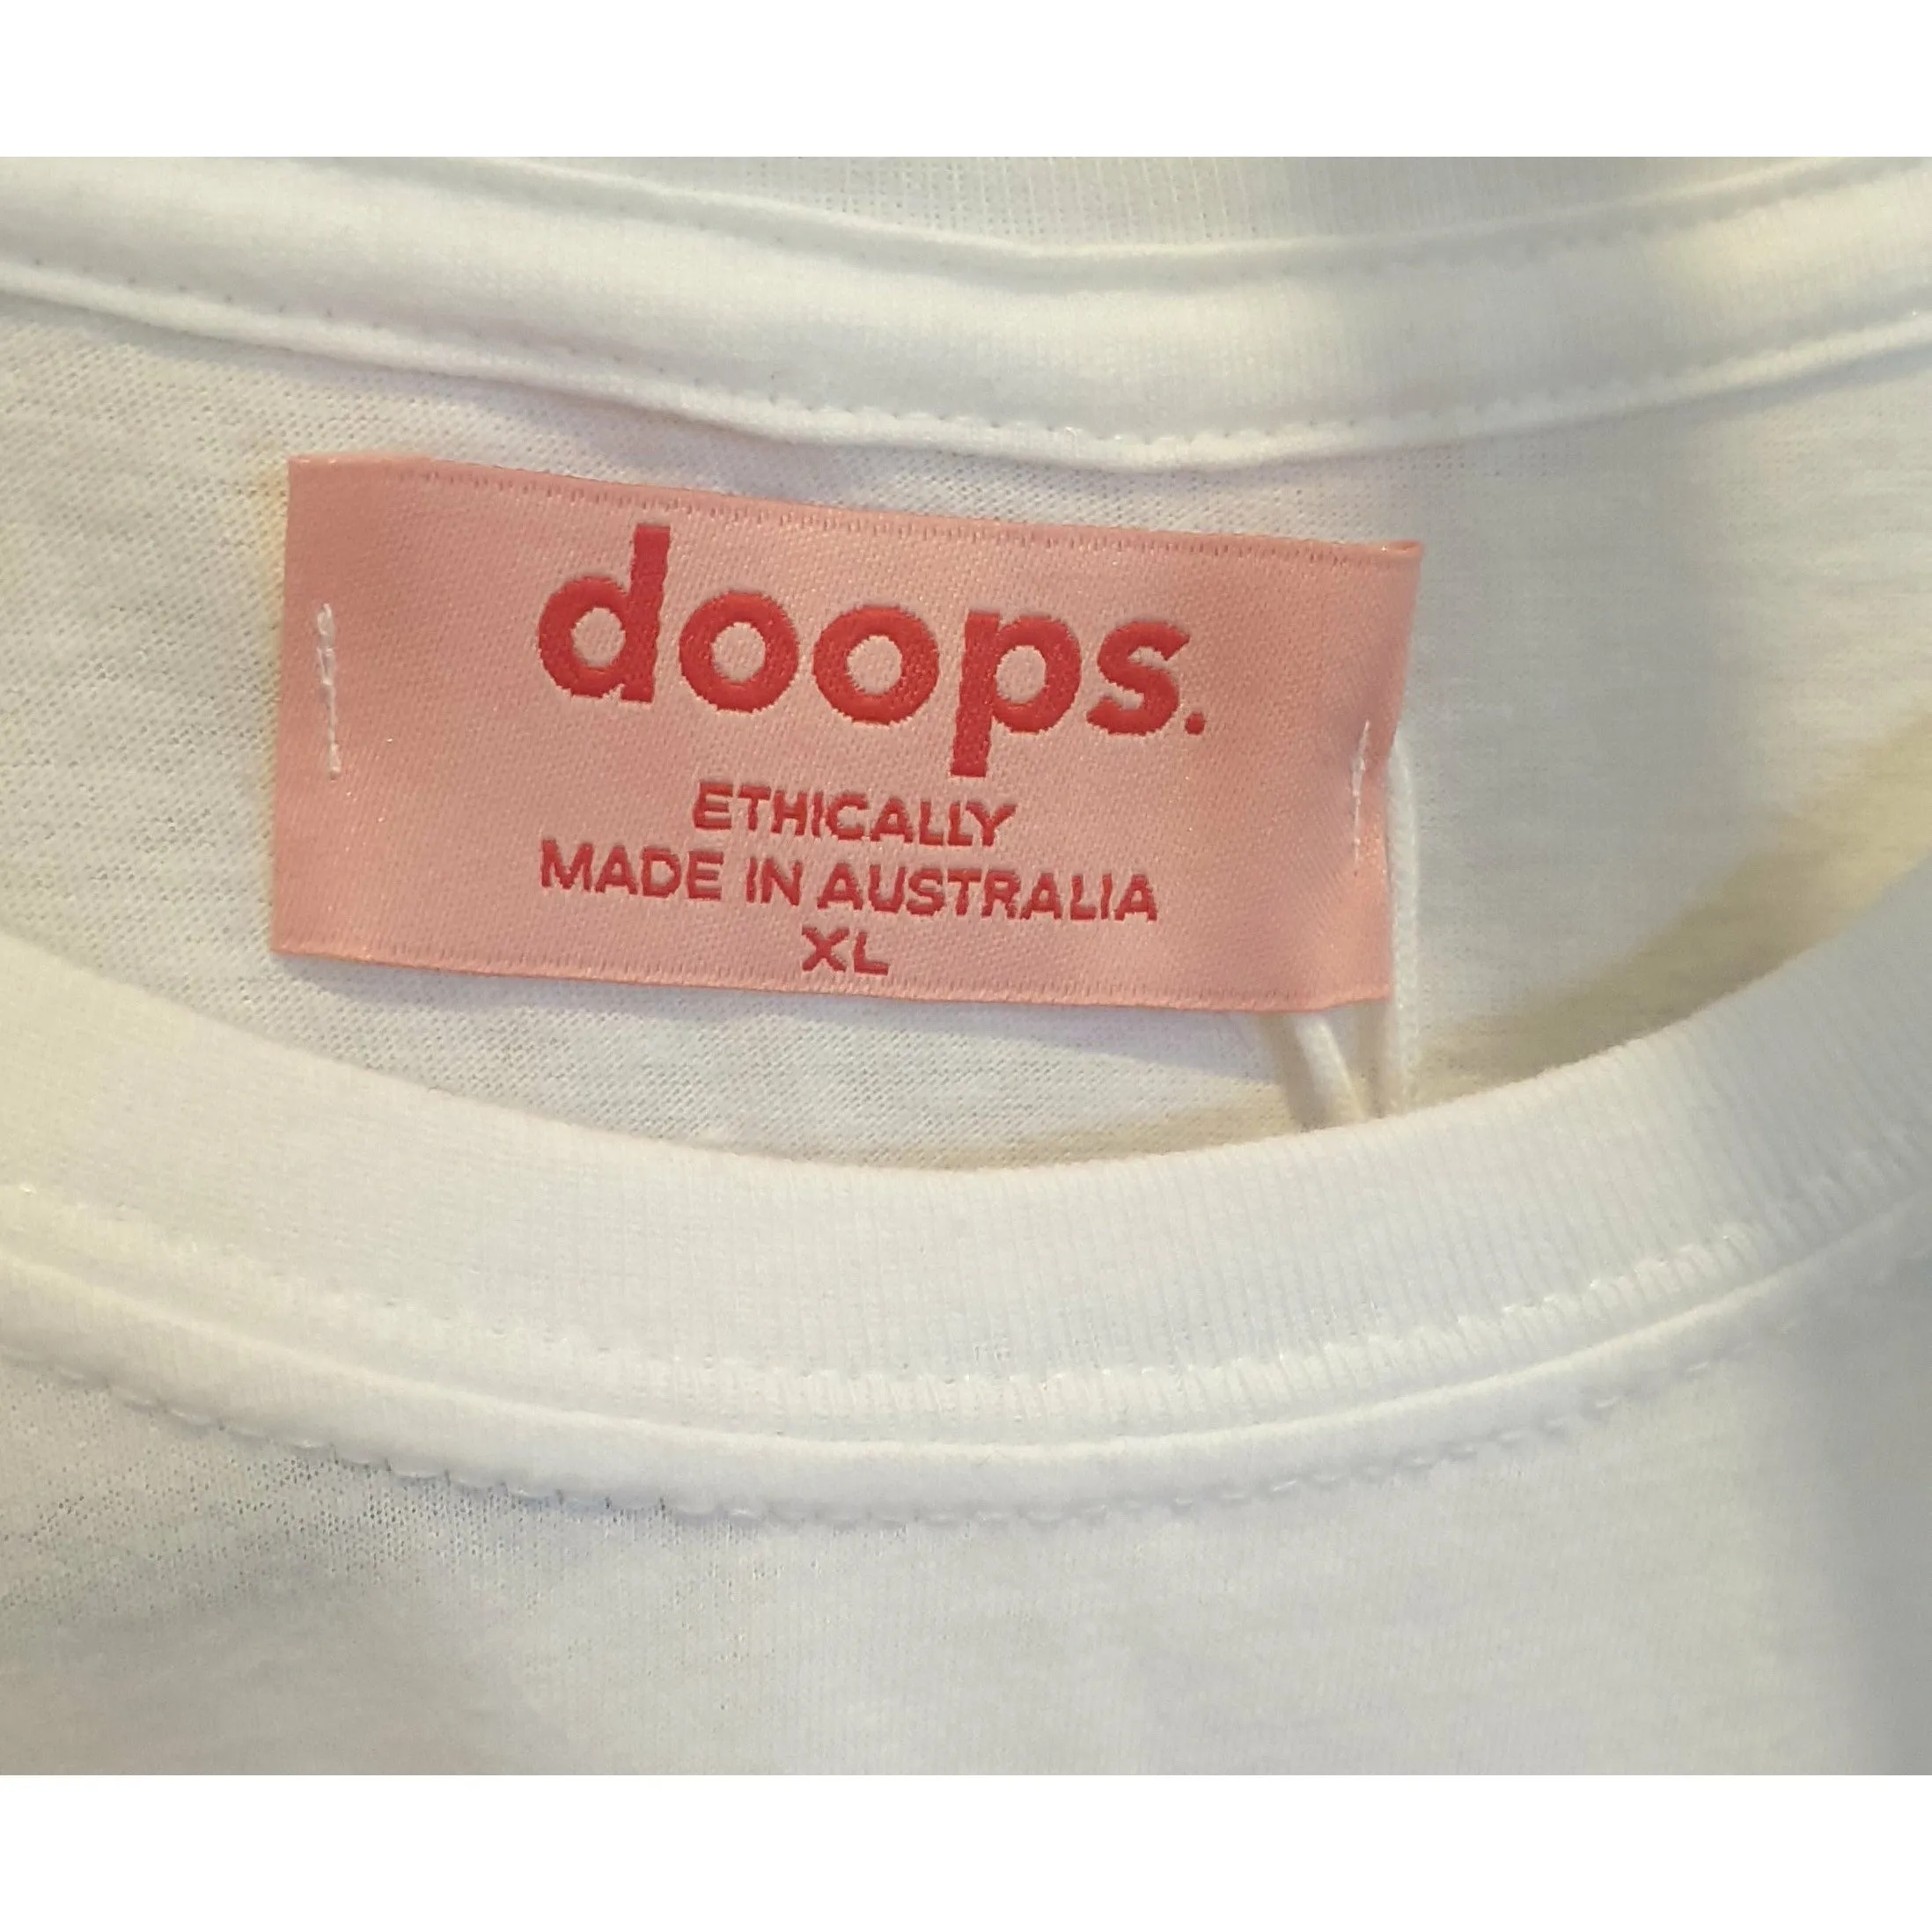 doops.
ETHICALLY
MADE IN AUSTRALIA
XL